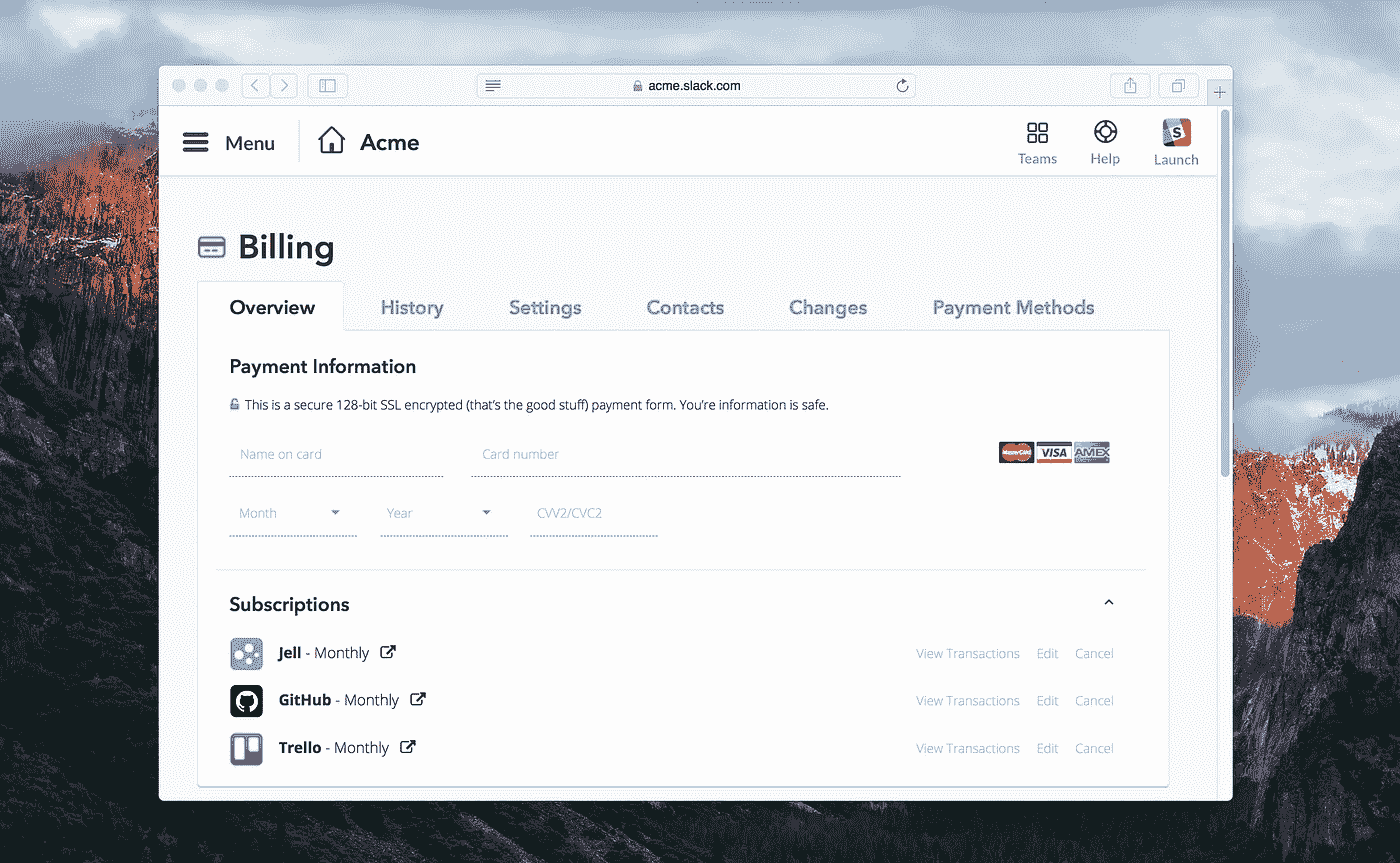 acme.slack.com
Menu Acme
Teams Help Launch
Billing
Overview History Settings Contacts Changes Payment Methods
Payment Information
This is a secure 128-bit SSL encrypted (that's the good stuff) payment form. You're information is safe.
Name on card Card number MasterCard VISA AMEX
Month Year CVV2/CVC2
Subscriptions
Jell - Monthly View Transactions Edit Cancel
GitHub - Monthly View Transactions Edit Cancel
Trello - Monthly View Transactions Edit Cancel